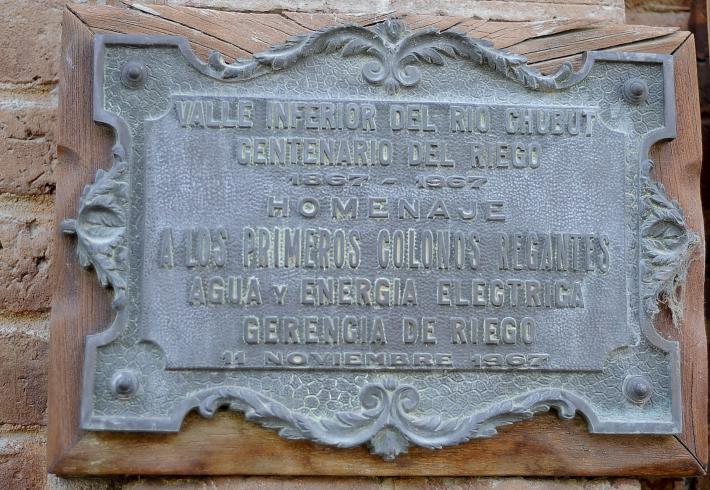 VALLE INFERIOR DEL RIO CHUBUT
CENTENARIO DEL RIEGO
1867 - 1967
HOMENAJE
A LOS PRIMEROS COLONOS REGANTES
AGUA Y ENERGIA ELECTRICA
GERENCIA DE RIEGO
11 NOVIEMBRE 1967